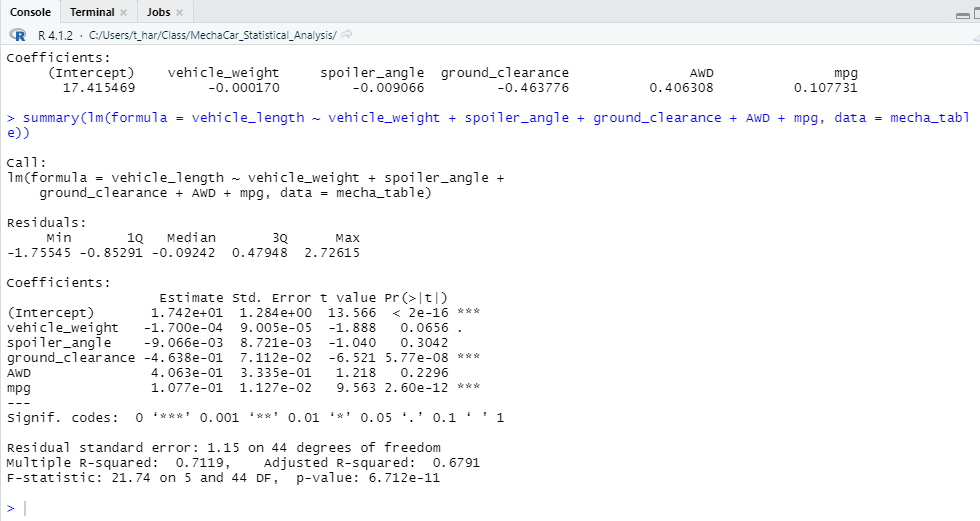 Console Terminal Jobs
R 4.1.2 · C:/Users/t_har/Class/MechaCar_Statistical_Analysis/
Coefficients:
(Intercept) vehicle_weight spoiler_angle ground_clearance AWD mpg
17.415469 -0.000170 -0.009066 -0.463776 0.406308 0.107731
> summary(lm(formula = vehicle_length ~ vehicle_weight + spoiler_angle + ground_clearance + AWD + mpg, data = mecha_tabl
e))
Call:
lm(formula = vehicle_length ~ vehicle_weight + spoiler_angle +
ground_clearance + AWD + mpg, data = mecha_table)
Residuals:
Min 1Q Median 3Q Max
-1.75545 -0.85291 -0.09242 0.47948 2.72615
Coefficients:
Estimate Std. Error t value Pr(>|t|)
(Intercept) 1.742e+01 1.284e+00 13.566 < 2e-16 ***
vehicle_weight -1.700e-04 9.005e-05 -1.888 0.0656 .
spoiler_angle -9.066e-03 8.721e-03 -1.040 0.3042
ground_clearance -4.638e-01 7.112e-02 -6.521 5.77e-08 ***
AWD 4.063e-01 3.335e-01 1.218 0.2296
mpg 1.077e-01 1.127e-02 9.563 2.60e-12 ***
---
Signif. codes: 0 ‘***’ 0.001 ‘**’ 0.01 ‘*’ 0.05 ‘.’ 0.1 ‘ ’ 1
Residual standard error: 1.15 on 44 degrees of freedom
Multiple R-squared: 0.7119, Adjusted R-squared: 0.6791
F-statistic: 21.74 on 5 and 44 DF, p-value: 6.712e-11
>